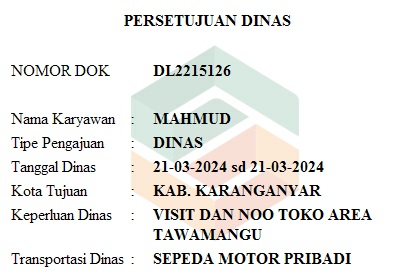 PERSETUJUAN DINAS
NOMOR DOK DL2215126
Nama Karyawan : MAHMUD
Tipe Pengajuan : DINAS
Tanggal Dinas : 21-03-2024 sd 21-03-2024
Kota Tujuan : KAB. KARANGANYAR
Keperluan Dinas : VISIT DAN NOO TOKO AREA
TAWAMANGU
Transportasi Dinas : SEPEDA MOTOR PRIBADI